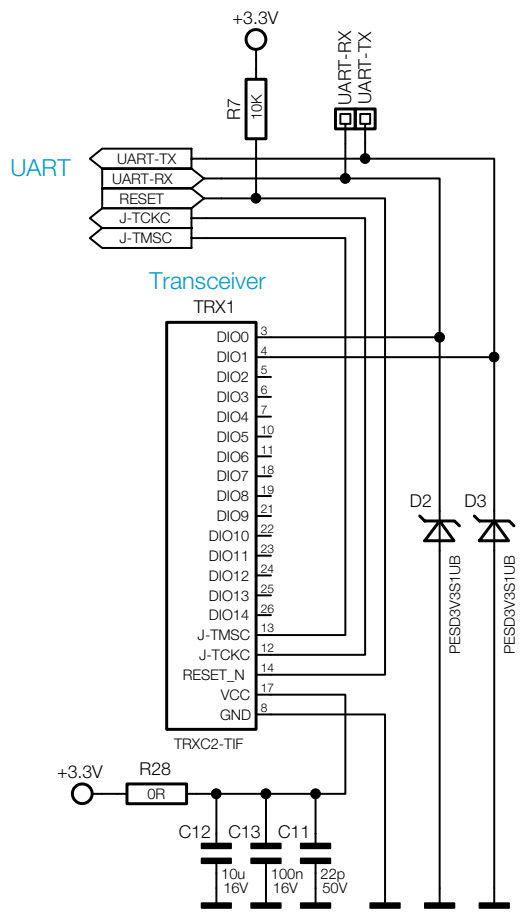 +3.3V
R7
10K
UART-RX
UART-TX
UART
UART-TX
UART-RX
RESET
J-TCKC
J-TMSC
Transceiver
TRX1
DIO0 3
DIO1 4
DIO2 5
DIO3 6
DIO4 7
DIO5 10
DIO6 11
DIO7 18
DIO8 19
DIO9 21
DIO10 22
DIO11 23
DIO12 24
DIO13 25
DIO14 26
J-TMSC 13
J-TCKC 12
RESET_N 14
VCC 17
GND 8
TRXC2-TIF
D2
PESD3V3S1UB
D3
PESD3V3S1UB
+3.3V
R28
0R
C12 C13 C11
10u 100n 22p
16V 16V 50V